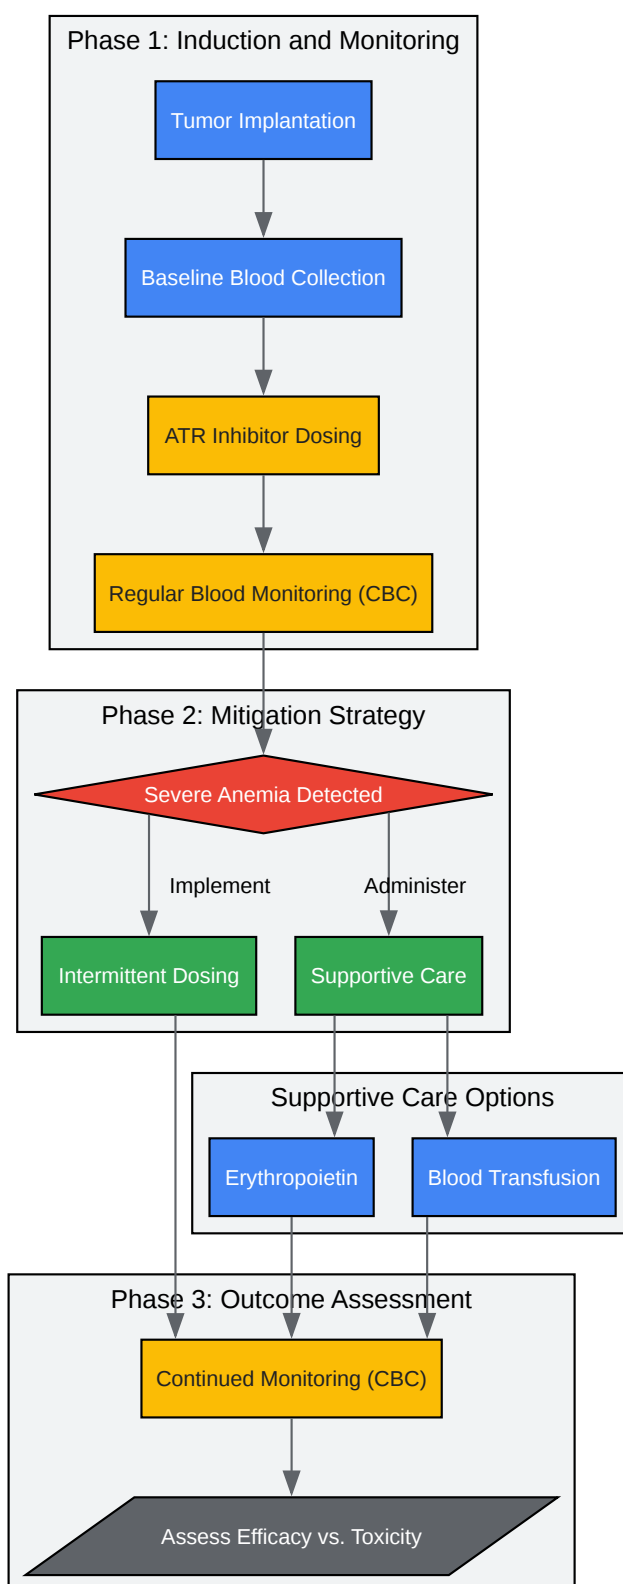 Phase 1: Induction and Monitoring
Tumor Implantation
Baseline Blood Collection
ATR Inhibitor Dosing
Regular Blood Monitoring (CBC)
Phase 2: Mitigation Strategy
Severe Anemia Detected
Implement
Administer
Intermittent Dosing
Supportive Care
Supportive Care Options
Erythropoietin
Blood Transfusion
Phase 3: Outcome Assessment
Continued Monitoring (CBC)
Assess Efficacy vs. Toxicity